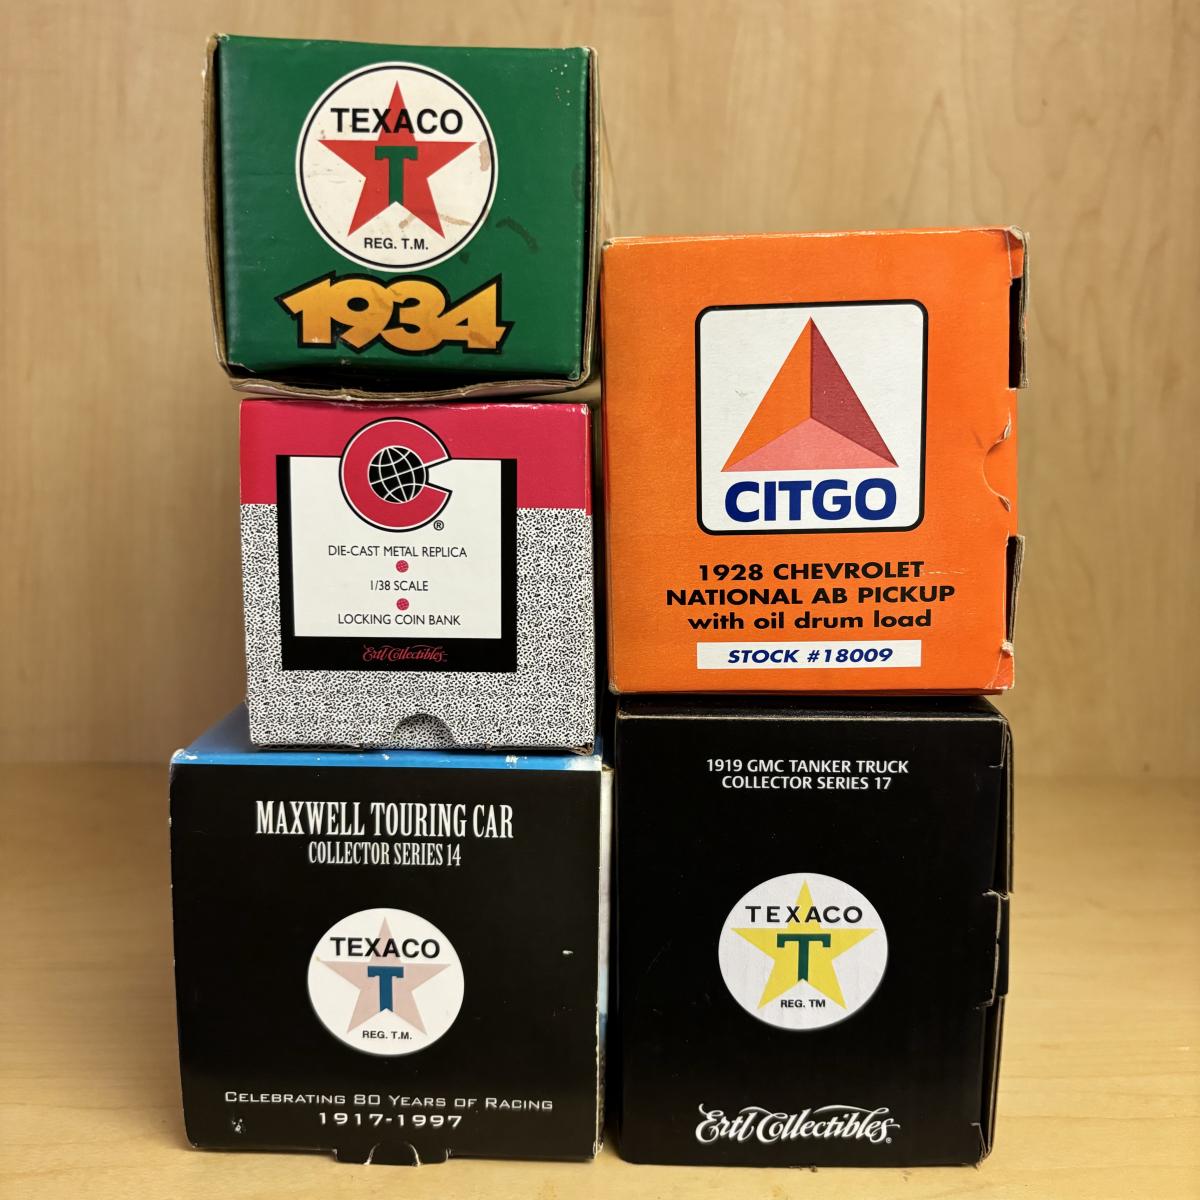 TEXACO
T
REG. T.M.
1934
C
®
DIE-CAST METAL REPLICA
1/38 SCALE
LOCKING COIN BANK
Ertl Collectibles
CITGO
1928 CHEVROLET
NATIONAL AB PICKUP
with oil drum load
STOCK #18009
MAXWELL TOURING CAR
COLLECTOR SERIES 14
TEXACO
T
REG. T.M.
CELEBRATING 80 YEARS OF RACING
1917-1997
1919 GMC TANKER TRUCK
COLLECTOR SERIES 17
TEXACO
T
REG. TM
Ertl Collectibles®